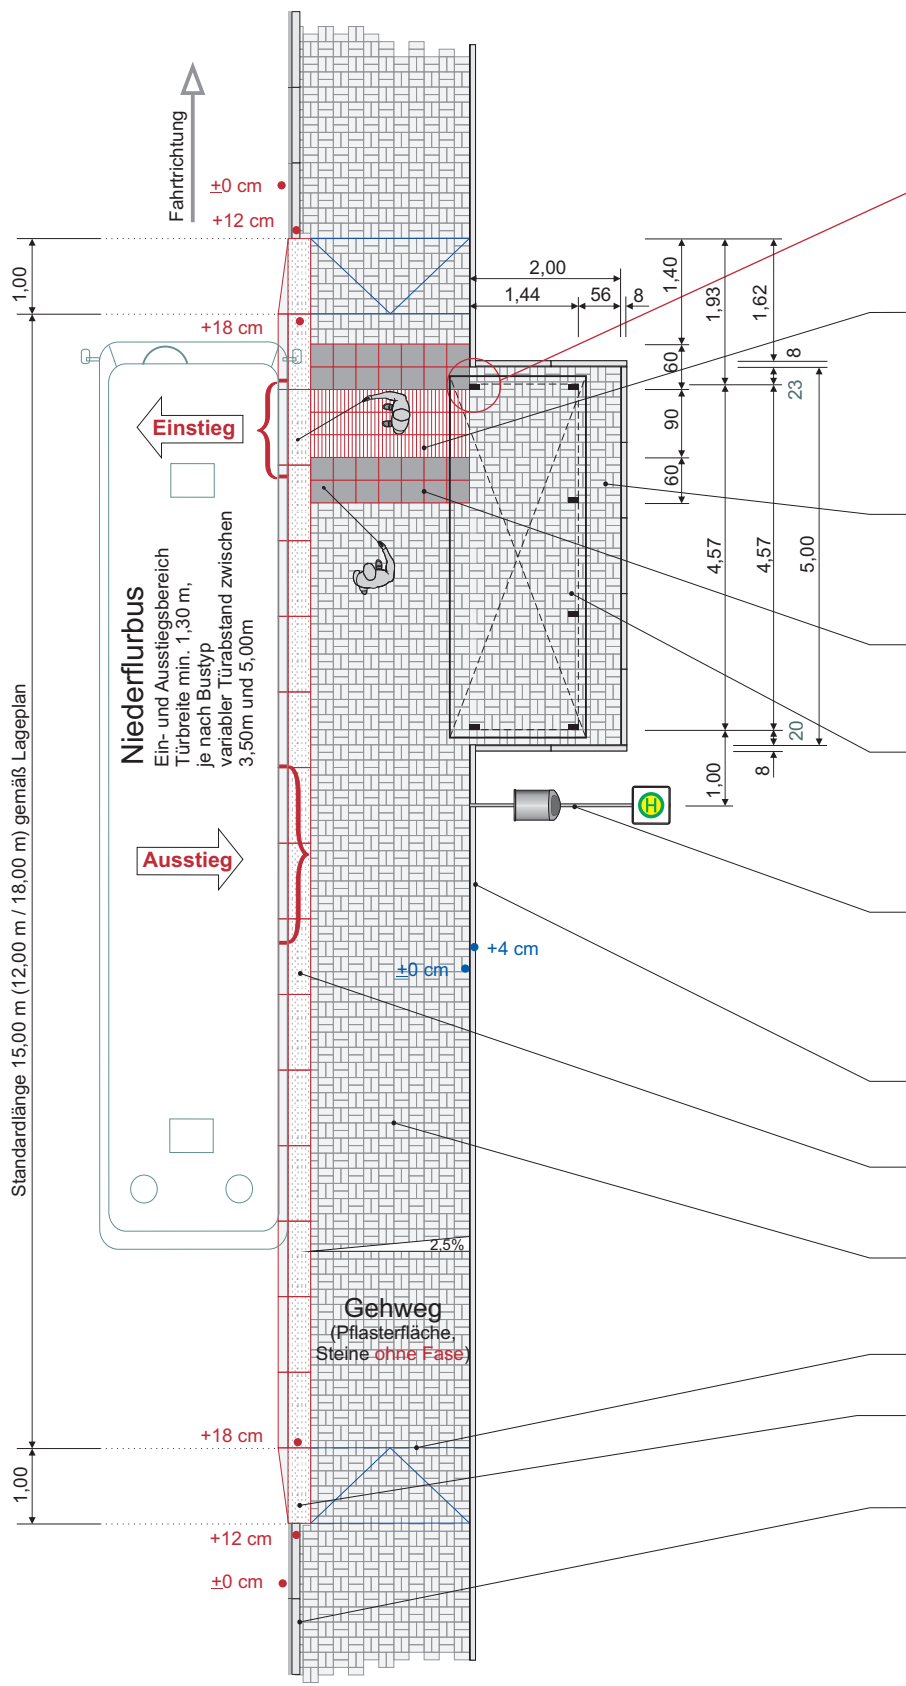 Fahrtrichtung
±0 cm
+12 cm
1,00
+18 cm
2,00
1,44
56
8
1,40
1,93
1,62
60
8
23
90
60
4,57
4,57
5,00
20
8
1,00
Einstieg
Niederflurbus
Ein- und Ausstiegsbereich
Türbreite min. 1,30 m,
je nach Bustyp
variabler Türabstand zwischen
3,50m und 5,00m
Standardlänge 15,00 m (12,00 m / 18,00 m) gemäß Lageplan
H
Ausstieg
+4 cm
±0 cm
2,5%
Gehweg
(Pflasterfläche,
Steine ohne Fase)
+18 cm
1,00
+12 cm
±0 cm